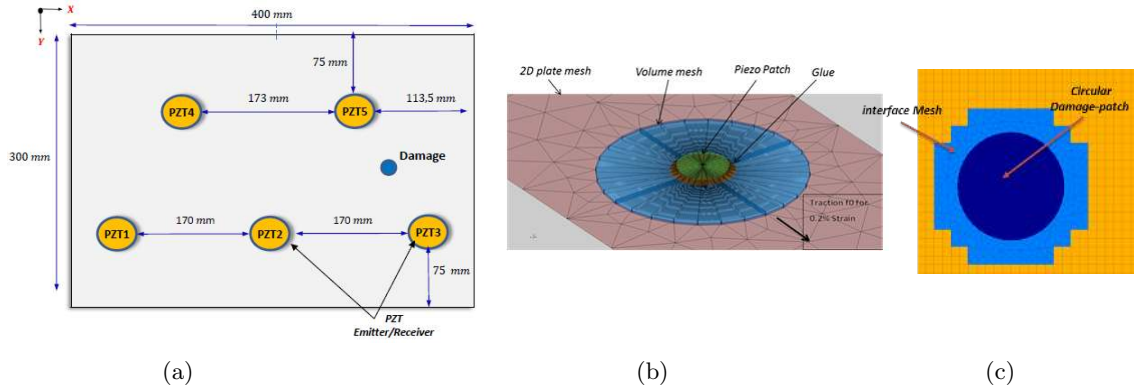 X
Y
400 mm
75 mm
PZT4
173 mm
PZT5
113,5 mm
300 mm
Damage
PZT1
170 mm
PZT2
170 mm
PZT3
75 mm
PZT
Emitter/Receiver
(a)
2D plate mesh
Volume mesh
Piezo Patch
Glue
Traction f0 for
0.2% Strain
(b)
Circular
Damage-patch
interface Mesh
(c)